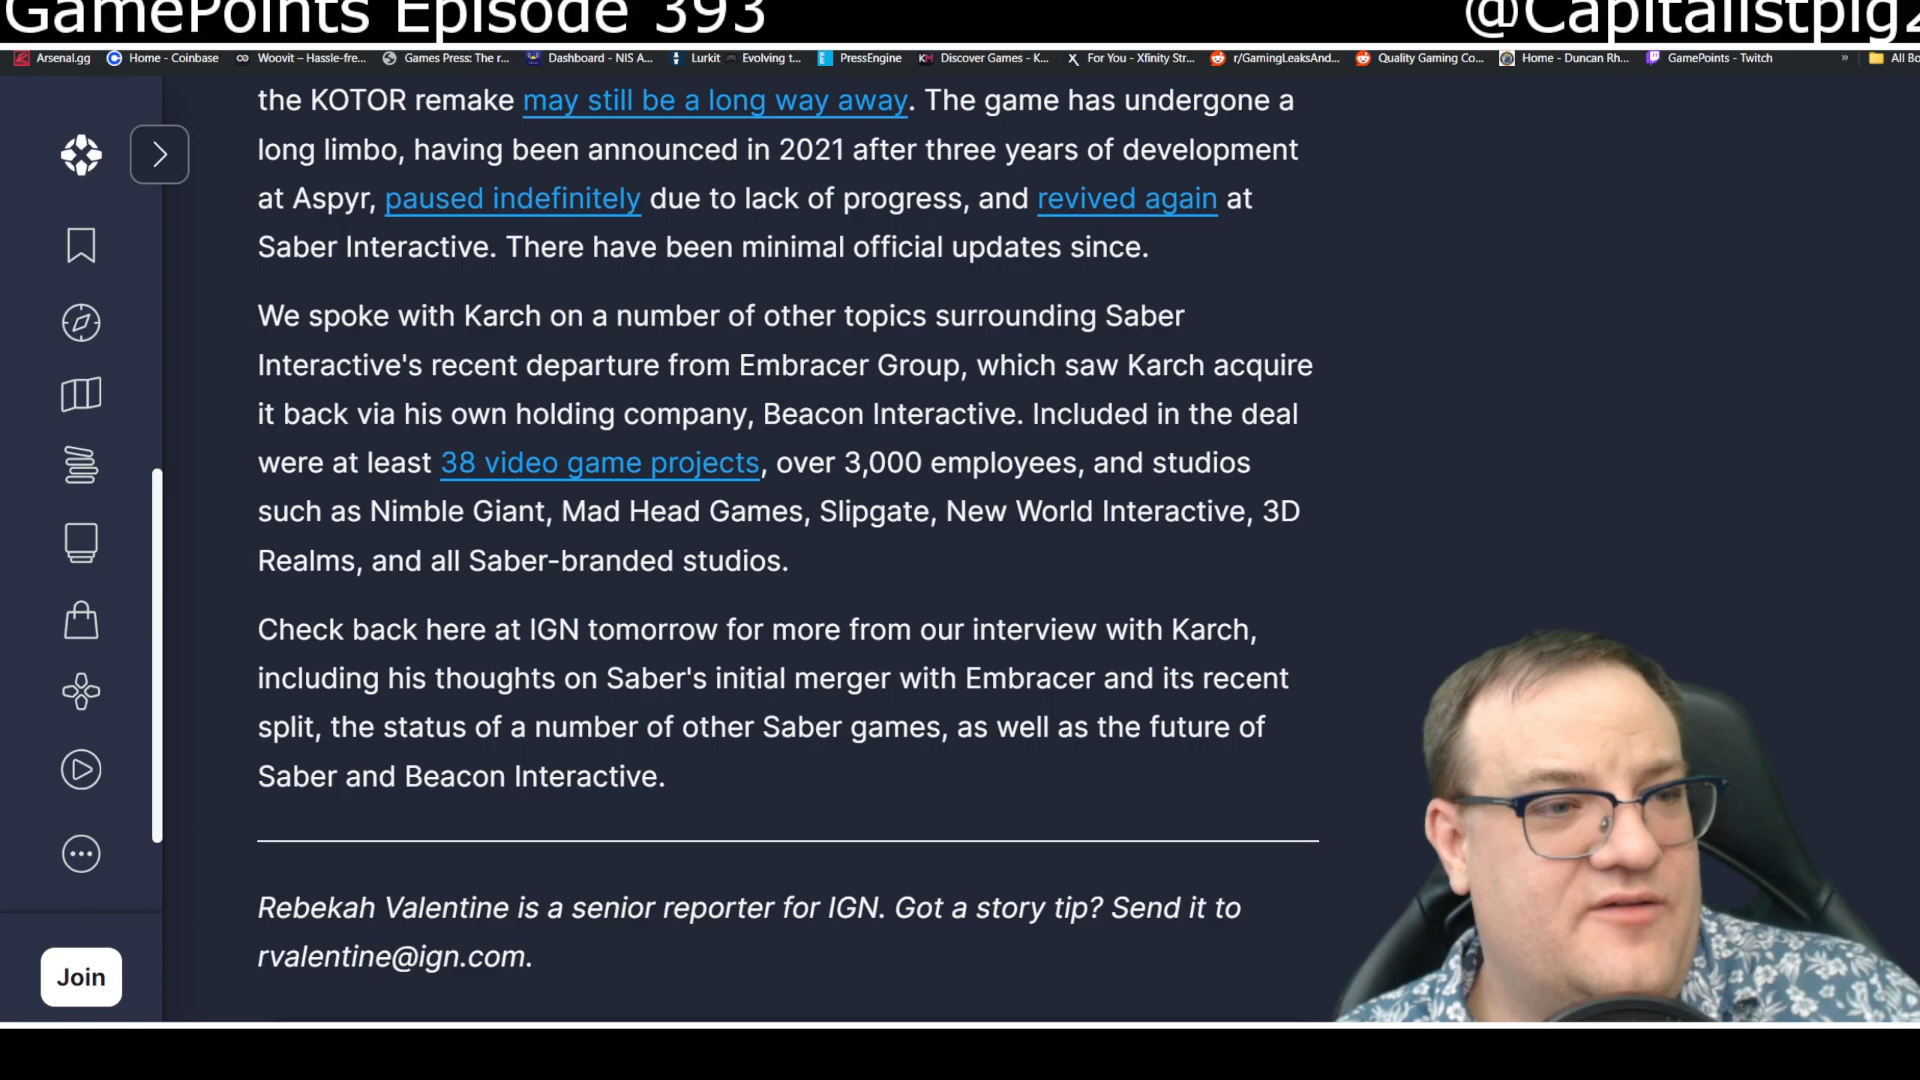 GamePoints Episode 393
@Capitalistpig2
Arsenal.gg Home - Coinbase Woovit – Hassle-fre... Games Press: The r... Dashboard - NIS A... Lurkit Evolving t... PressEngine Discover Games - K... For You - Xfinity Str... r/GamingLeaksAnd... Quality Gaming Co... Home - Duncan Rh... GamePoints - Twitch » All Bo
the KOTOR remake may still be a long way away. The game has undergone a
long limbo, having been announced in 2021 after three years of development
at Aspyr, paused indefinitely due to lack of progress, and revived again at
Saber Interactive. There have been minimal official updates since.
We spoke with Karch on a number of other topics surrounding Saber
Interactive's recent departure from Embracer Group, which saw Karch acquire
it back via his own holding company, Beacon Interactive. Included in the deal
were at least 38 video game projects, over 3,000 employees, and studios
such as Nimble Giant, Mad Head Games, Slipgate, New World Interactive, 3D
Realms, and all Saber-branded studios.
Check back here at IGN tomorrow for more from our interview with Karch,
including his thoughts on Saber's initial merger with Embracer and its recent
split, the status of a number of other Saber games, as well as the future of
Saber and Beacon Interactive.
Rebekah Valentine is a senior reporter for IGN. Got a story tip? Send it to
rvalentine@ign.com.
Join